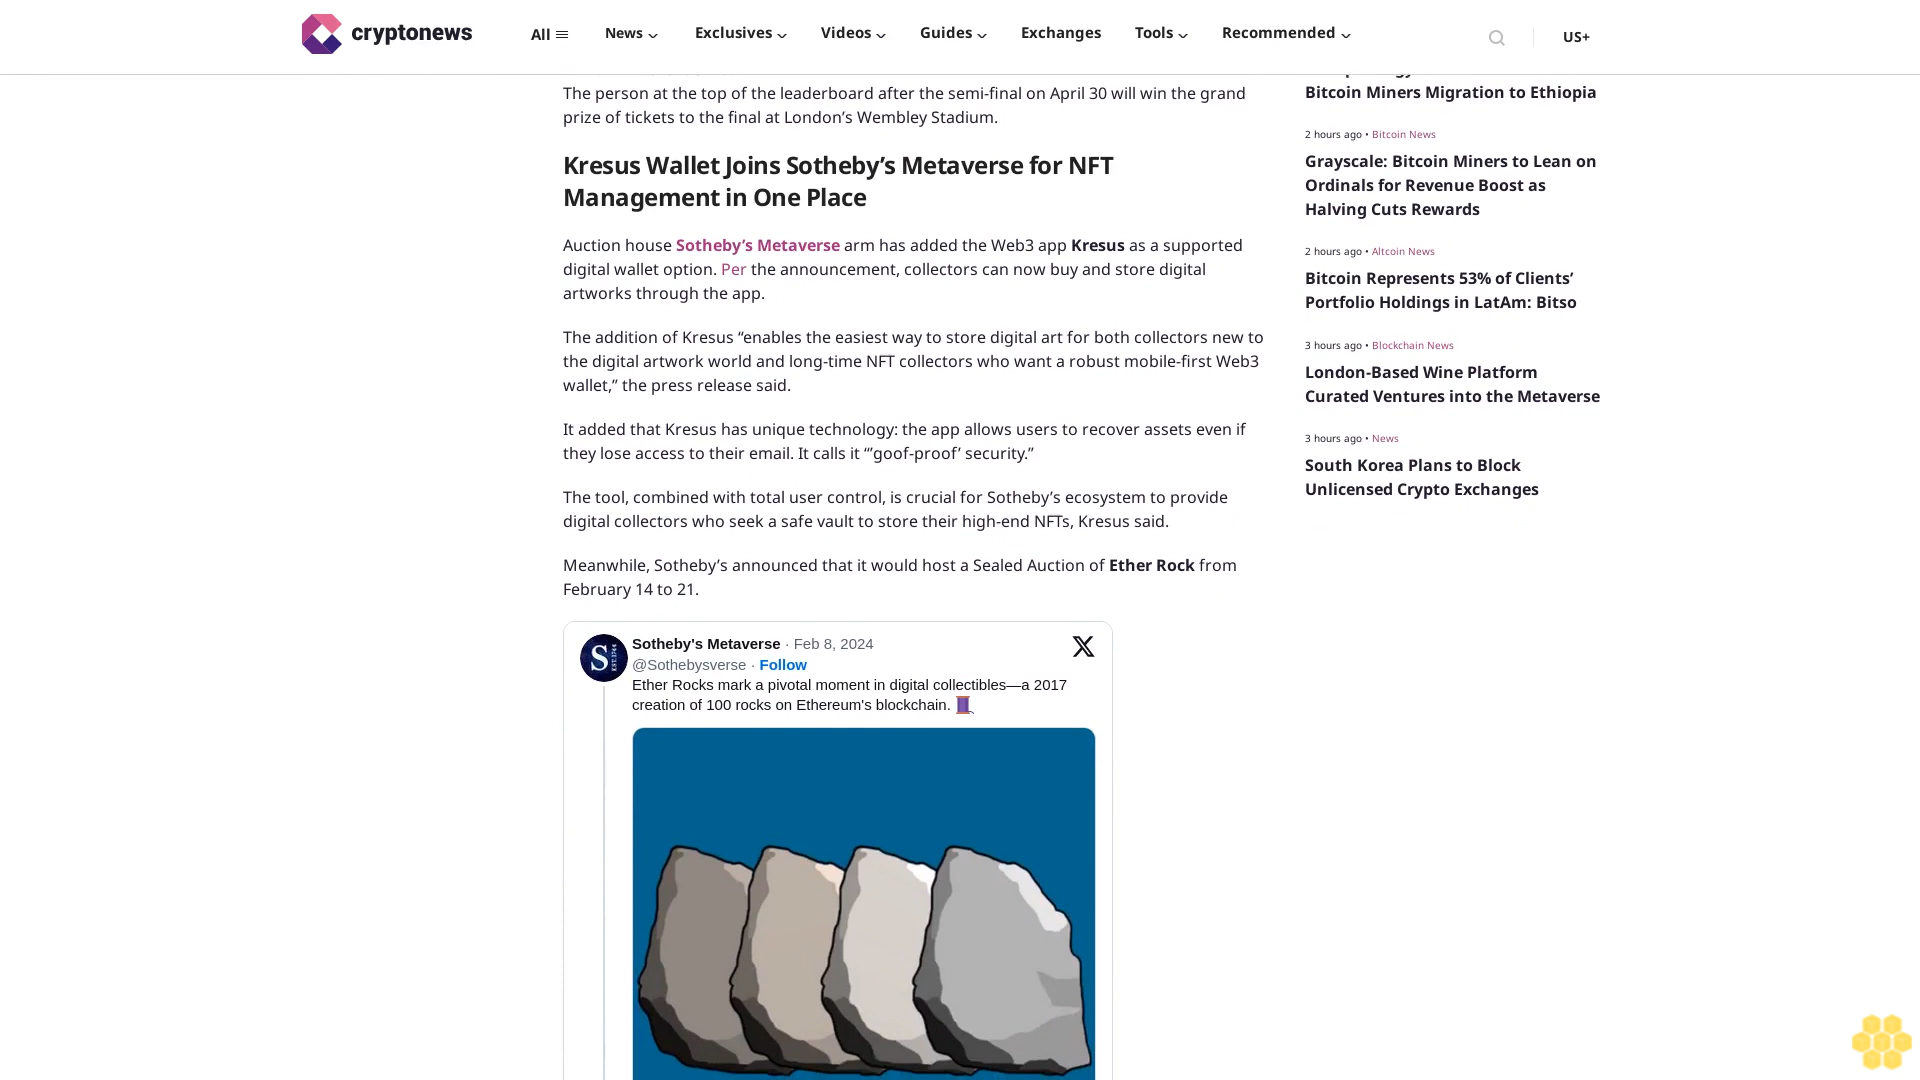 cryptonews
All
News
Exclusives
Videos
Guides
Exchanges
Tools
Recommended
US+
The person at the top of the leaderboard after the semi-final on April 30 will win the grand
prize of tickets to the final at London’s Wembley Stadium.
Kresus Wallet Joins Sotheby’s Metaverse for NFT
Management in One Place
Auction house Sotheby’s Metaverse arm has added the Web3 app Kresus as a supported
digital wallet option. Per the announcement, collectors can now buy and store digital
artworks through the app.
The addition of Kresus “enables the easiest way to store digital art for both collectors new to
the digital artwork world and long-time NFT collectors who want a robust mobile-first Web3
wallet,” the press release said.
It added that Kresus has unique technology: the app allows users to recover assets even if
they lose access to their email. It calls it “’goof-proof’ security.”
The tool, combined with total user control, is crucial for Sotheby’s ecosystem to provide
digital collectors who seek a safe vault to store their high-end NFTs, Kresus said.
Meanwhile, Sotheby’s announced that it would host a Sealed Auction of Ether Rock from
February 14 to 21.
S EST. 1744
Sotheby's Metaverse · Feb 8, 2024
@Sothebysverse · Follow
Ether Rocks mark a pivotal moment in digital collectibles—a 2017
creation of 100 rocks on Ethereum's blockchain.
Bitcoin Miners Migration to Ethiopia
2 hours ago • Bitcoin News
Grayscale: Bitcoin Miners to Lean on
Ordinals for Revenue Boost as
Halving Cuts Rewards
2 hours ago • Altcoin News
Bitcoin Represents 53% of Clients’
Portfolio Holdings in LatAm: Bitso
3 hours ago • Blockchain News
London-Based Wine Platform
Curated Ventures into the Metaverse
3 hours ago • News
South Korea Plans to Block
Unlicensed Crypto Exchanges